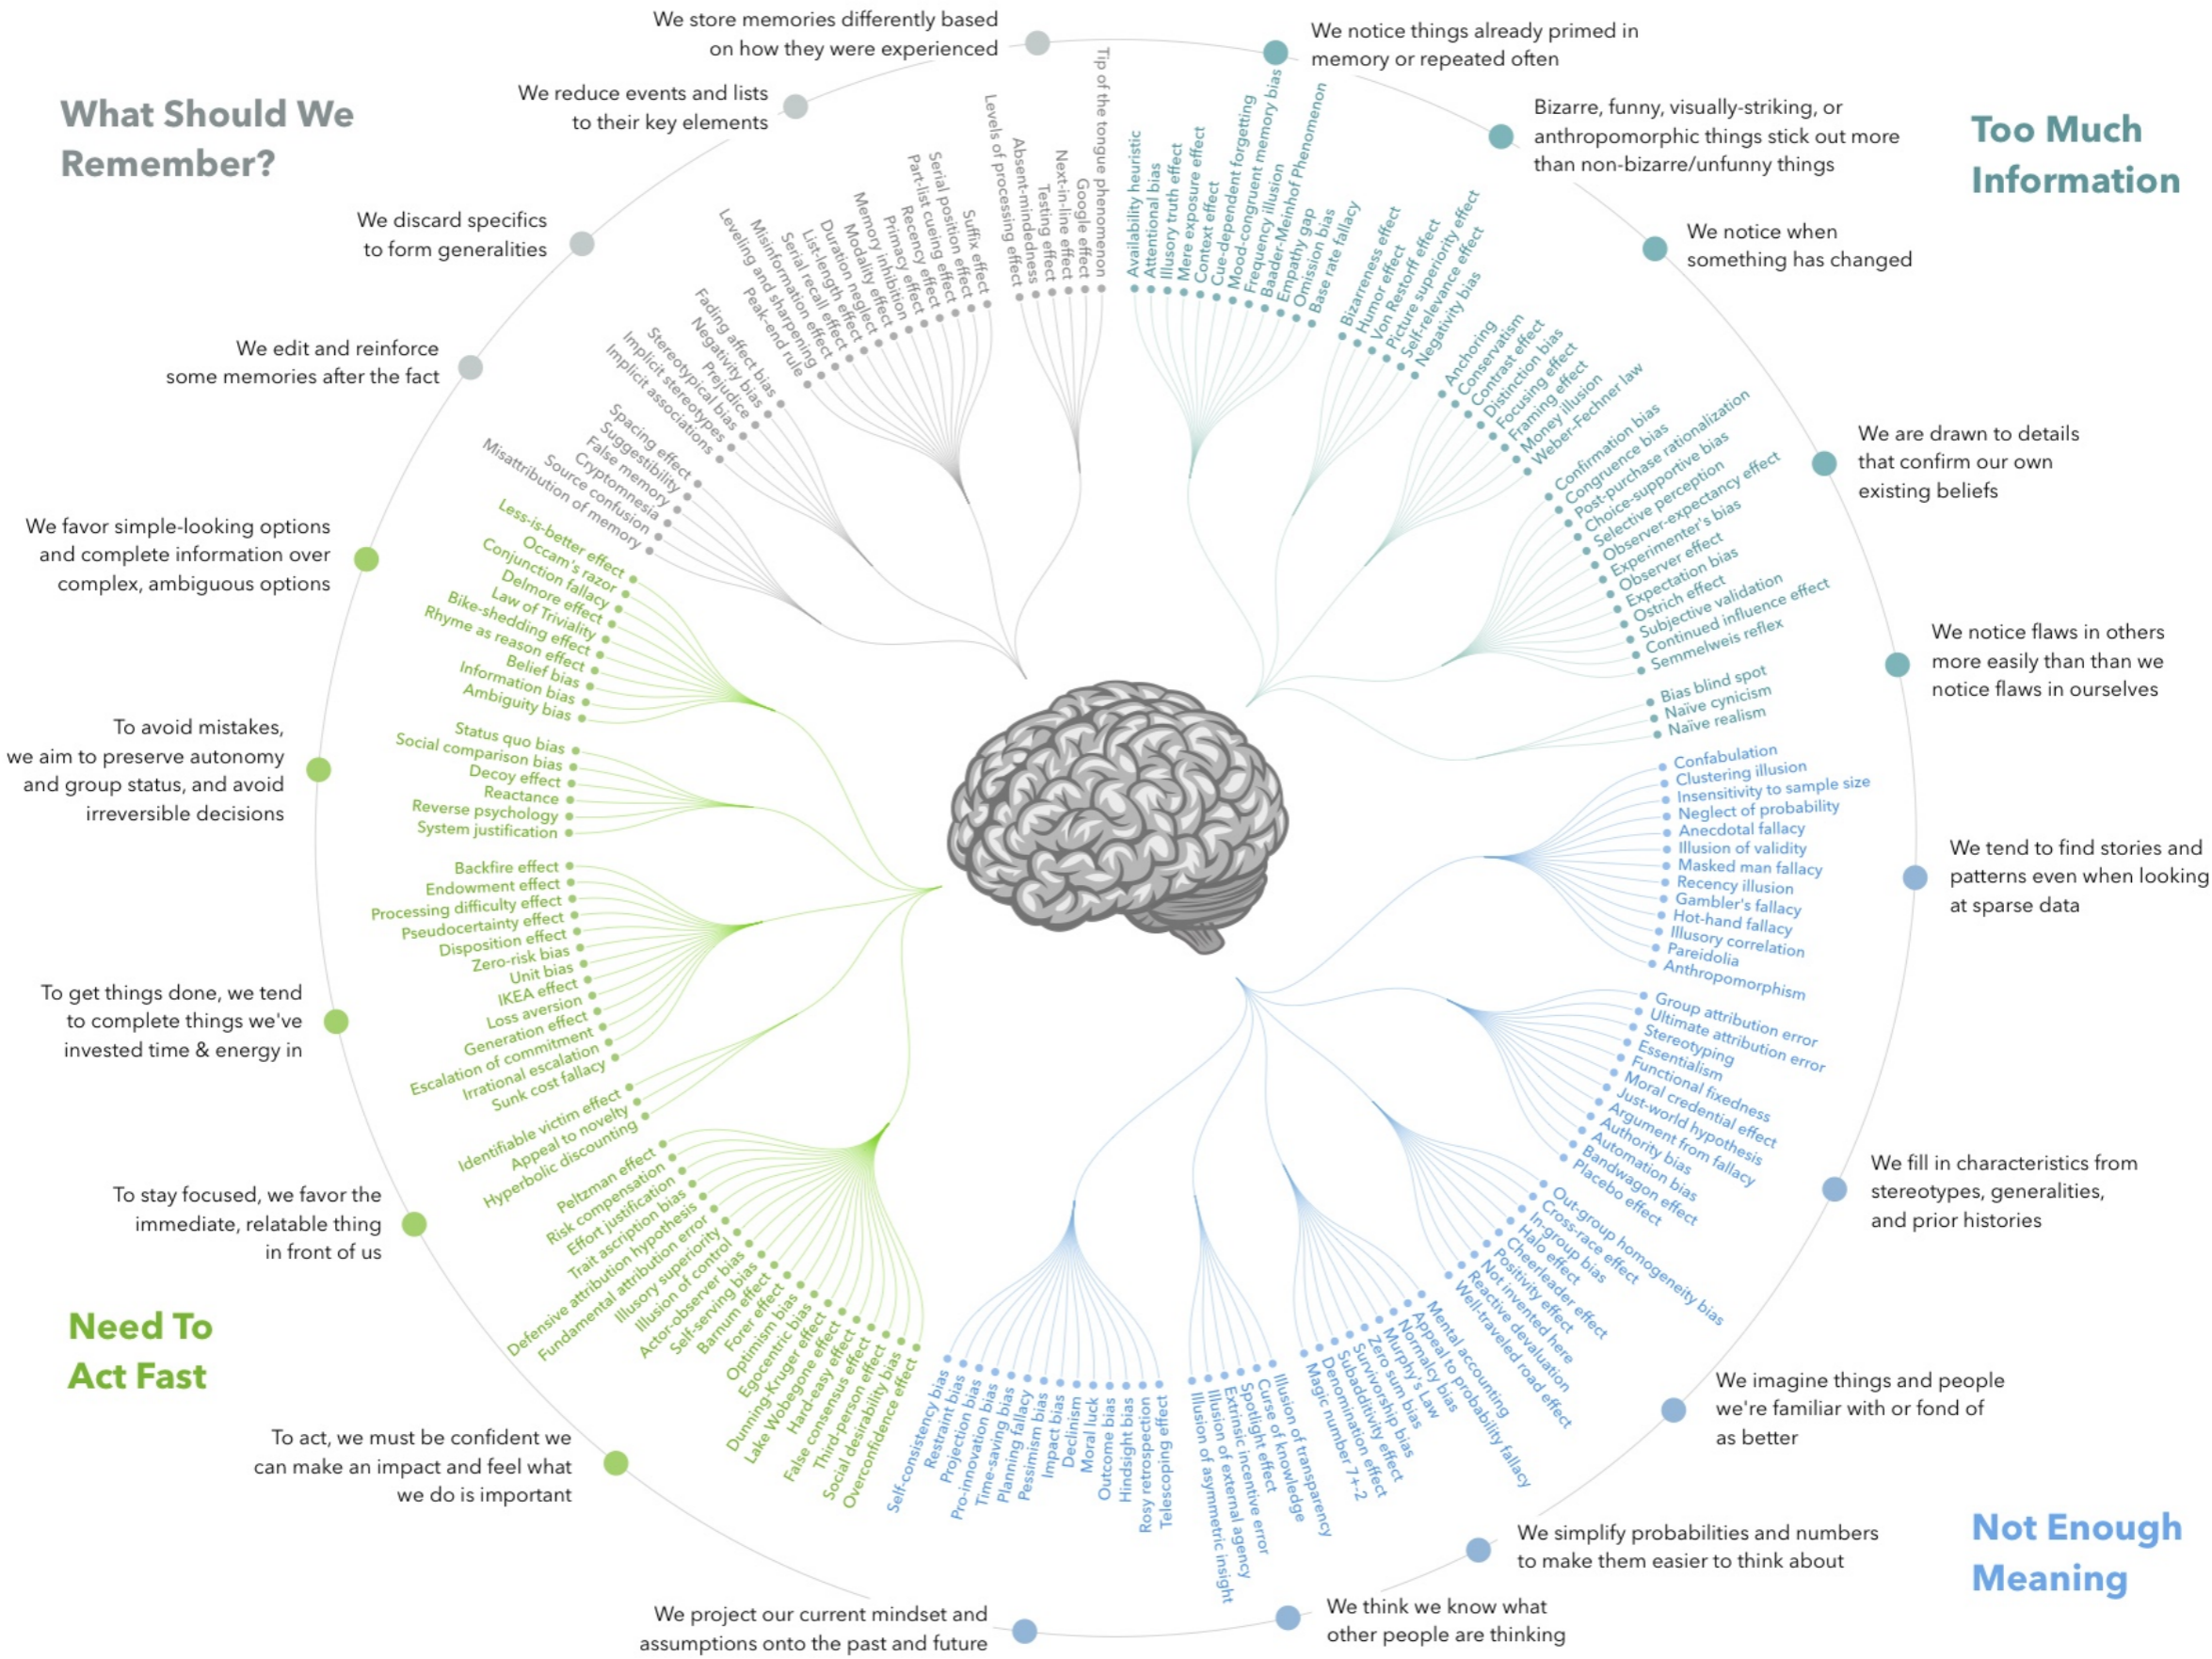 What Should We
Remember?
We store memories differently based
on how they were experienced
We reduce events and lists
to their key elements
We discard specifics
to form generalities
We edit and reinforce
some memories after the fact
Tip of the tongue phenomenon
Google effect
Next-in-line effect
Testing effect
Absent-mindedness
Levels of processing effect
Suffix effect
Serial position effect
Part-list cueing effect
Recency effect
Primacy effect
Memory inhibition
Modality effect
Duration neglect
List-length effect
Serial recall effect
Misinformation effect
Leveling and sharpening
Peak-end rule
Fading affect bias
Negativity bias
Prejudice
Stereotypical bias
Implicit stereotypes
Implicit associations
Spacing effect
Suggestibility
False memory
Cryptomnesia
Source confusion
Misattribution of memory
Too Much
Information
We notice things already primed in
memory or repeated often
Bizarre, funny, visually-striking, or
anthropomorphic things stick out more
than non-bizarre/unfunny things
We notice when
something has changed
We are drawn to details
that confirm our own
existing beliefs
We notice flaws in others
more easily than than we
notice flaws in ourselves
Availability heuristic
Attentional bias
Illusory truth effect
Mere exposure effect
Context effect
Cue-dependent forgetting
Mood-congruent memory bias
Frequency illusion
Baader-Meinhof Phenomenon
Empathy gap
Omission bias
Base rate fallacy
Bizarreness effect
Humor effect
Von Restorff effect
Picture superiority effect
Self-relevance effect
Negativity bias
Anchoring
Conservatism
Contrast effect
Distinction bias
Focusing effect
Framing effect
Money illusion
Weber-Fechner law
Confirmation bias
Congruence bias
Post-purchase rationalization
Choice-supportive bias
Selective perception
Observer-expectancy effect
Experimenter's bias
Observer effect
Expectation bias
Ostrich effect
Subjective validation
Continued influence effect
Semmelweis reflex
Bias blind spot
Naïve cynicism
Naïve realism
Not Enough
Meaning
We tend to find stories and
patterns even when looking
at sparse data
We fill in characteristics from
stereotypes, generalities,
and prior histories
We imagine things and people
we're familiar with or fond of
as better
We simplify probabilities and numbers
to make them easier to think about
We think we know what
other people are thinking
We project our current mindset and
assumptions onto the past and future
Confabulation
Clustering illusion
Insensitivity to sample size
Neglect of probability
Anecdotal fallacy
Illusion of validity
Masked man fallacy
Recency illusion
Gambler's fallacy
Hot-hand fallacy
Illusory correlation
Pareidolia
Anthropomorphism
Group attribution error
Ultimate attribution error
Stereotyping
Essentialism
Functional fixedness
Moral credential effect
Just-world hypothesis
Argument from fallacy
Authority bias
Automation bias
Bandwagon effect
Placebo effect
Out-group homogeneity bias
Cross-race effect
In-group bias
Halo effect
Cheerleader effect
Positivity effect
Not invented here
Reactive devaluation
Well-traveled road effect
Mental accounting
Appeal to probability fallacy
Normalcy bias
Murphy's Law
Zero sum bias
Survivorship bias
Subadditivity effect
Denomination effect
Magic number 7+-2
Illusion of transparency
Curse of knowledge
Spotlight effect
Extrinsic incentive error
Illusion of external agency
Illusion of asymmetric insight
Telescoping effect
Rosy retrospection
Hindsight bias
Outcome bias
Moral luck
Declinism
Impact bias
Pessimism bias
Planning fallacy
Time-saving bias
Pro-innovation bias
Projection bias
Restraint bias
Self-consistency bias
Need To
Act Fast
We favor simple-looking options
and complete information over
complex, ambiguous options
To avoid mistakes,
we aim to preserve autonomy
and group status, and avoid
irreversible decisions
To get things done, we tend
to complete things we've
invested time & energy in
To stay focused, we favor the
immediate, relatable thing
in front of us
To act, we must be confident we
can make an impact and feel what
we do is important
Less-is-better effect
Occam's razor
Conjunction fallacy
Delmore effect
Law of Triviality
Bike-shedding effect
Rhyme as reason effect
Belief bias
Information bias
Ambiguity bias
Status quo bias
Social comparison bias
Decoy effect
Reactance
Reverse psychology
System justification
Backfire effect
Endowment effect
Processing difficulty effect
Pseudocertainty effect
Disposition effect
Zero-risk bias
Unit bias
IKEA effect
Loss aversion
Generation effect
Escalation of commitment
Irrational escalation
Sunk cost fallacy
Identifiable victim effect
Appeal to novelty
Hyperbolic discounting
Peltzman effect
Risk compensation
Effort justification
Trait ascription bias
Defensive attribution hypothesis
Fundamental attribution error
Illusory superiority
Illusion of control
Actor-observer bias
Self-serving bias
Barnum effect
Forer effect
Optimism bias
Egocentric bias
Dunning-Kruger effect
Lake Wobegone effect
Hard-easy effect
False consensus effect
Third-person effect
Social desirability bias
Overconfidence effect